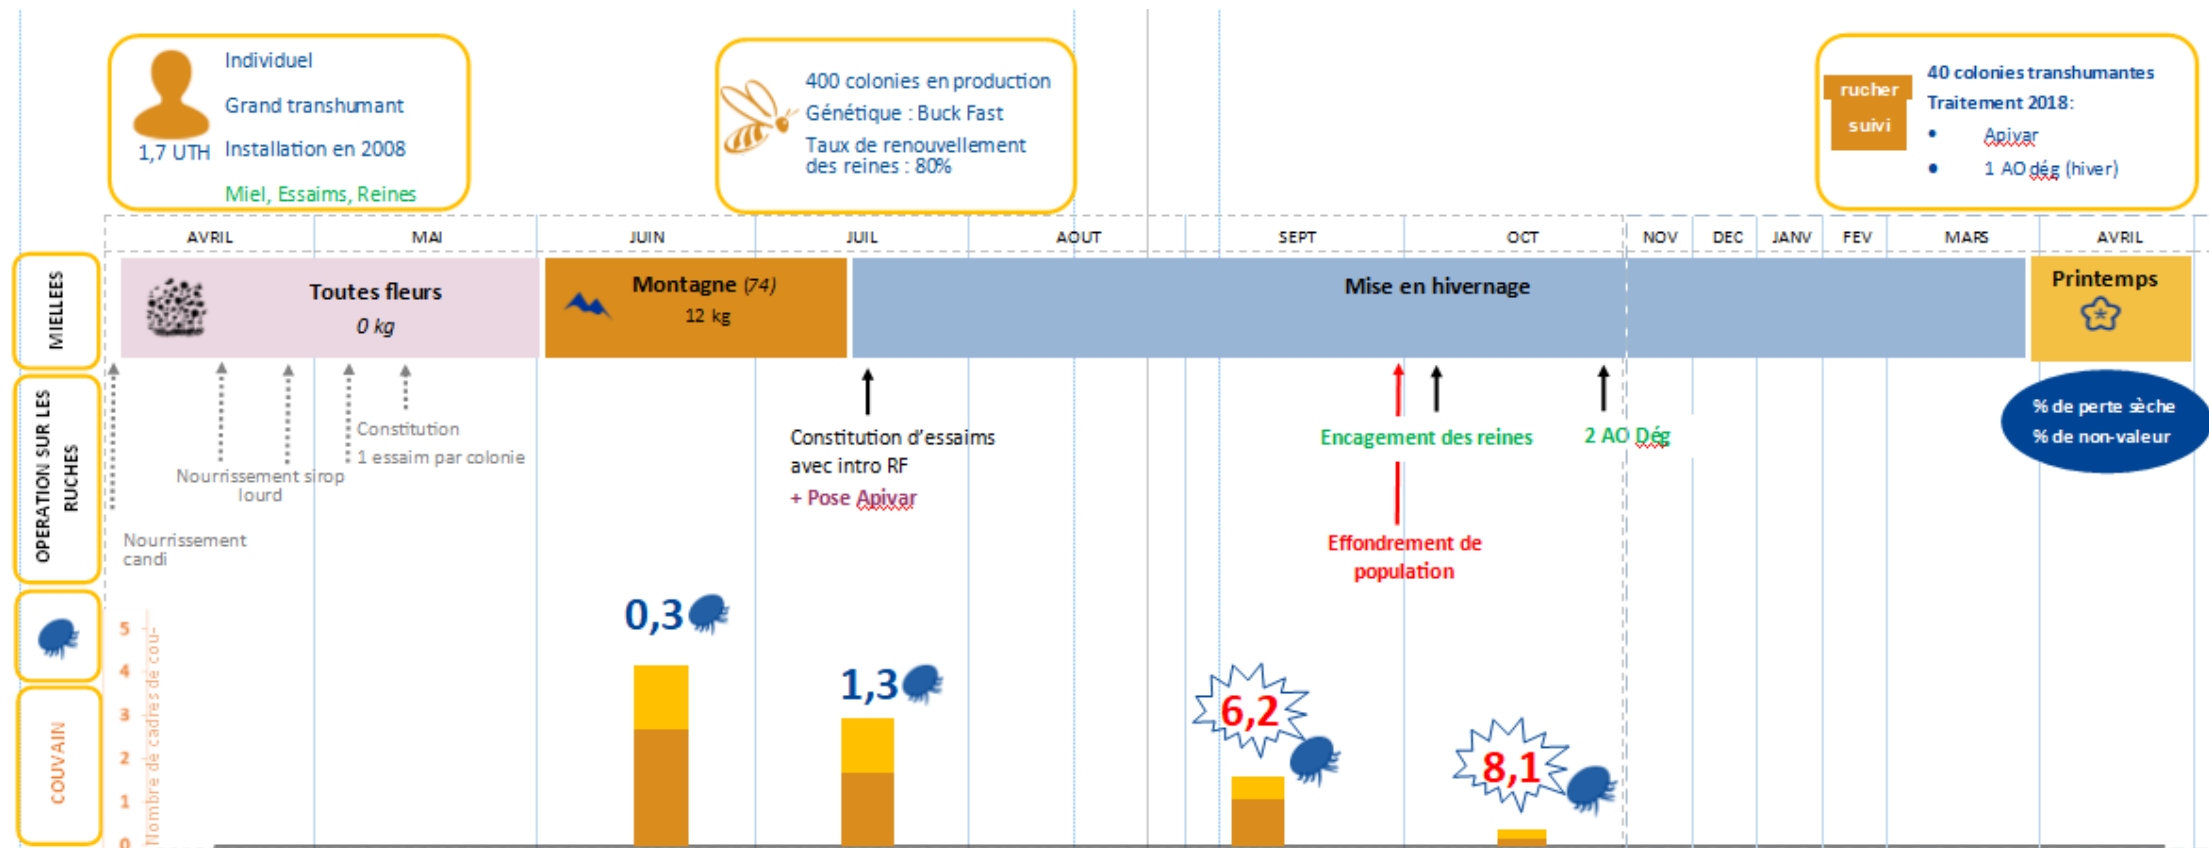 Individuel
Grand transhumant
1,7 UTH
Installation en 2008
Miel, Essaims, Reines
400 colonies en production
Génétique : Buck Fast
Taux de renouvellement
des reines : 80%
rucher
suivi
40 colonies transhumantes
Traitement 2018:
• Apivar
• 1 AO dég (hiver)
AVRIL MAI JUIN JUIL AOUT SEPT OCT NOV DEC JANV FEV MARS AVRIL
MIELLEES
Toutes fleurs
0 kg
Montagne (74)
12 kg
Mise en hivernage
Printemps
OPERATION SUR LES
RUCHES
Nourrissement
candi
Nourrissement sirop
lourd
Constitution
1 essaim par colonie
Constitution d'essaims
avec intro RF
+ Pose Apivar
Encagement des reines
2 AO Dég
Effondrement de
population
% de perte sèche
% de non-valeur
0,3
1,3
6,2
8,1
COUVAIN
Nombre de cadres de cou-
5
4
3
2
1
0